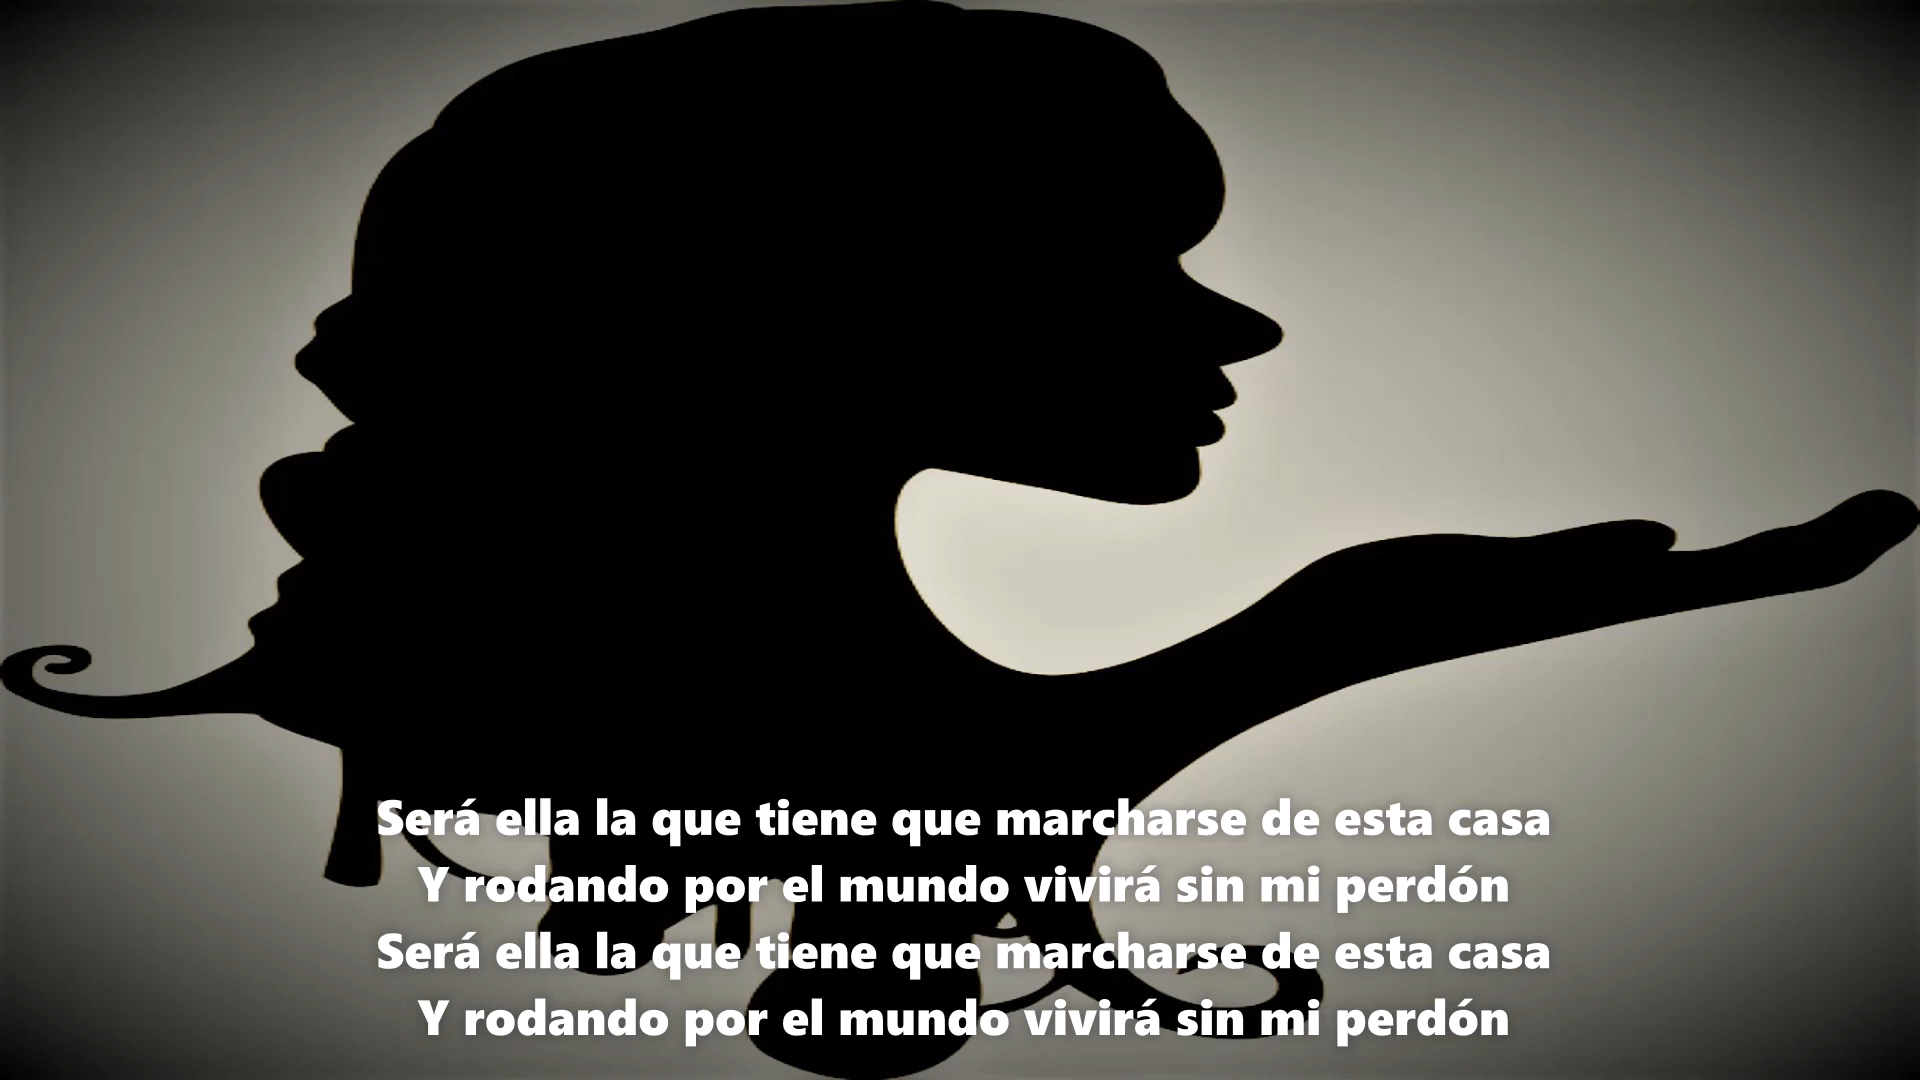 Será ella la que tiene que marcharse de esta casa
Y rodando por el mundo vivirá sin mi perdón
Será ella la que tiene que marcharse de esta casa
Y rodando por el mundo vivirá sin mi perdón